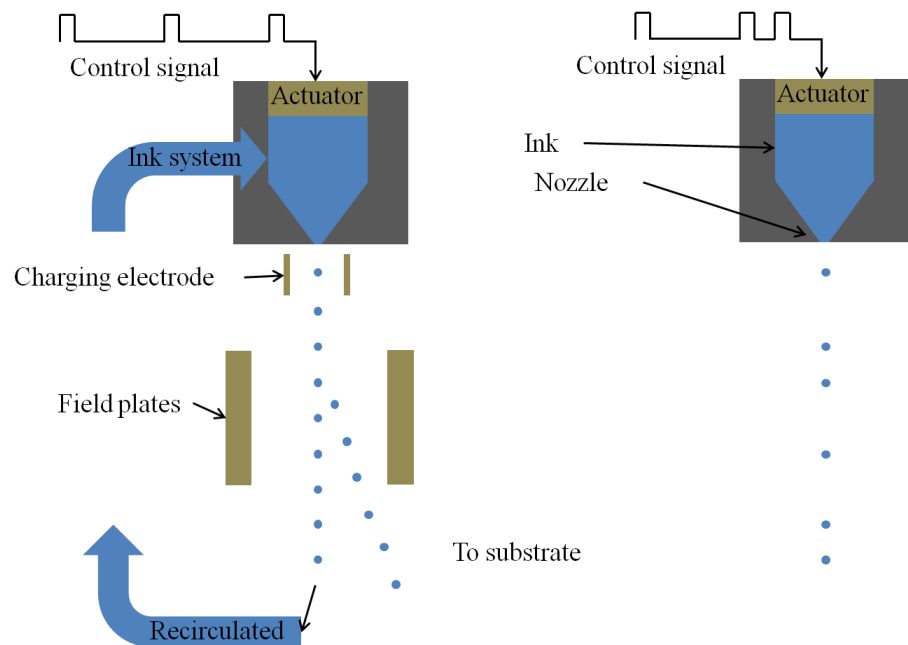 Control signal
Actuator
Ink system
Charging electrode
Field plates
To substrate
Recirculated
Control signal
Actuator
Ink
Nozzle